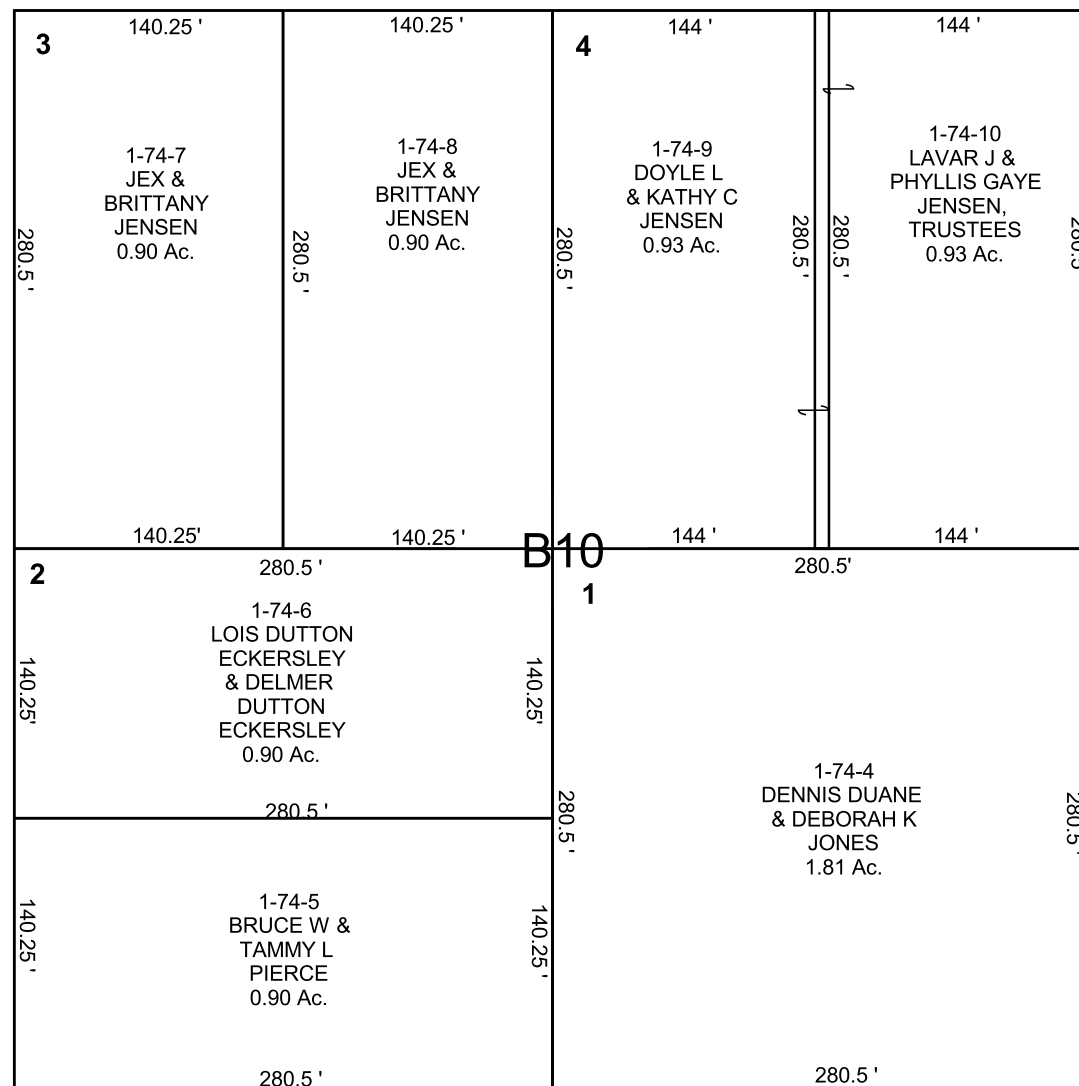 3
140.25 '
140.25 '
4
144 '
144 '
1-74-7
JEX &
BRITTANY
JENSEN
0.90 Ac.
1-74-8
JEX &
BRITTANY
JENSEN
0.90 Ac.
1-74-9
DOYLE L
& KATHY C
JENSEN
0.93 Ac.
1-74-10
LAVAR J &
PHYLLIS GAYE
JENSEN,
TRUSTEES
0.93 Ac.
280.5 '
280.5 '
280.5 '
280.5 '
280.5 '
140.25'
140.25 '
144 '
144 '
B10
2
280.5 '
1
280.5'
1-74-6
LOIS DUTTON
ECKERSLEY
& DELMER
DUTTON
ECKERSLEY
0.90 Ac.
140.25'
140.25'
280.5 '
1-74-4
DENNIS DUANE
& DEBORAH K
JONES
1.81 Ac.
280.5 '
280.5 '
1-74-5
BRUCE W &
TAMMY L
PIERCE
0.90 Ac.
140.25 '
140.25 '
280.5 '
280.5 '